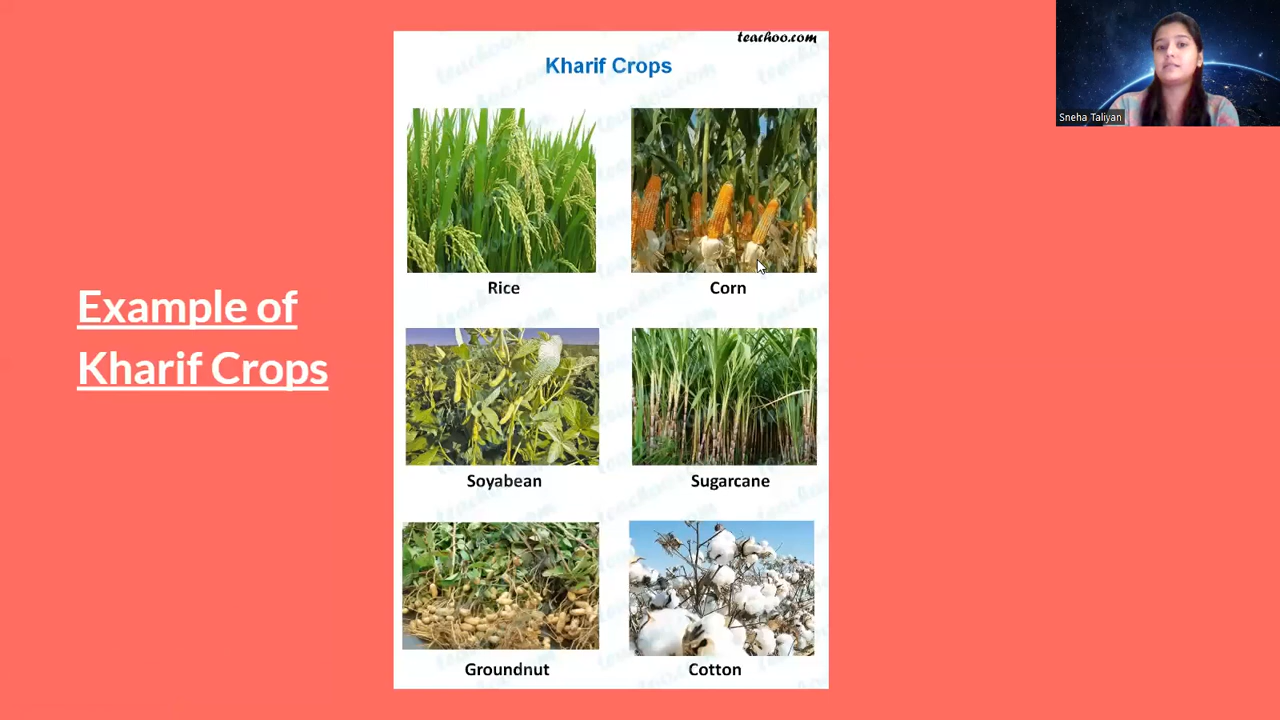 teachoo.com
Kharif Crops
Sneha Taliyan
Rice
Corn
Example of
Kharif Crops
Soyabean
Sugarcane
Groundnut
Cotton